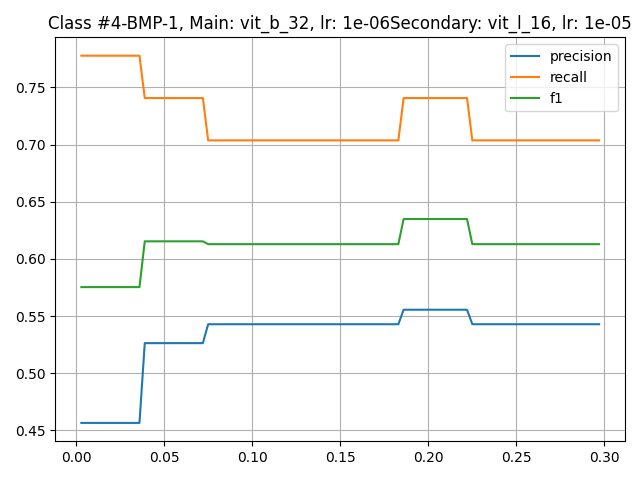 Class #4-BMP-1, Main: vit_b_32, lr: 1e-06Secondary: vit_l_16, lr: 1e-05
precision
recall
f1
0.75
0.70
0.65
0.60
0.55
0.50
0.45
0.00 0.05 0.10 0.15 0.20 0.25 0.30